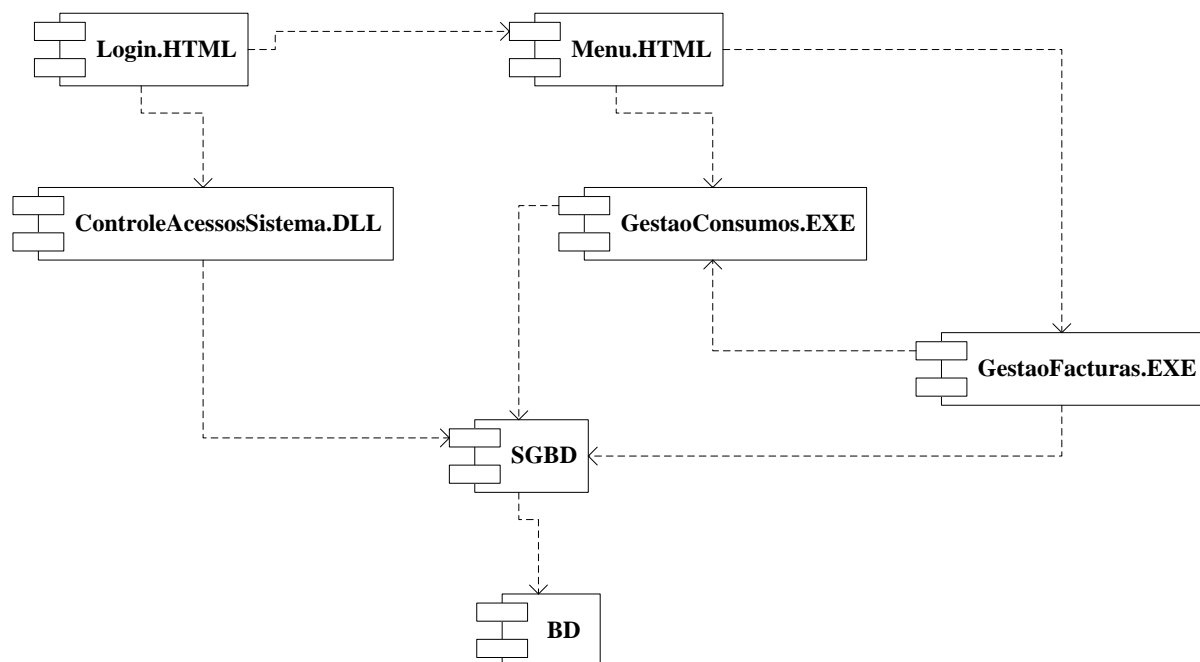 Login.HTML
Menu.HTML
ControleAcessosSistema.DLL
GestaoConsumos.EXE
GestaoFacturas.EXE
SGBD
BD